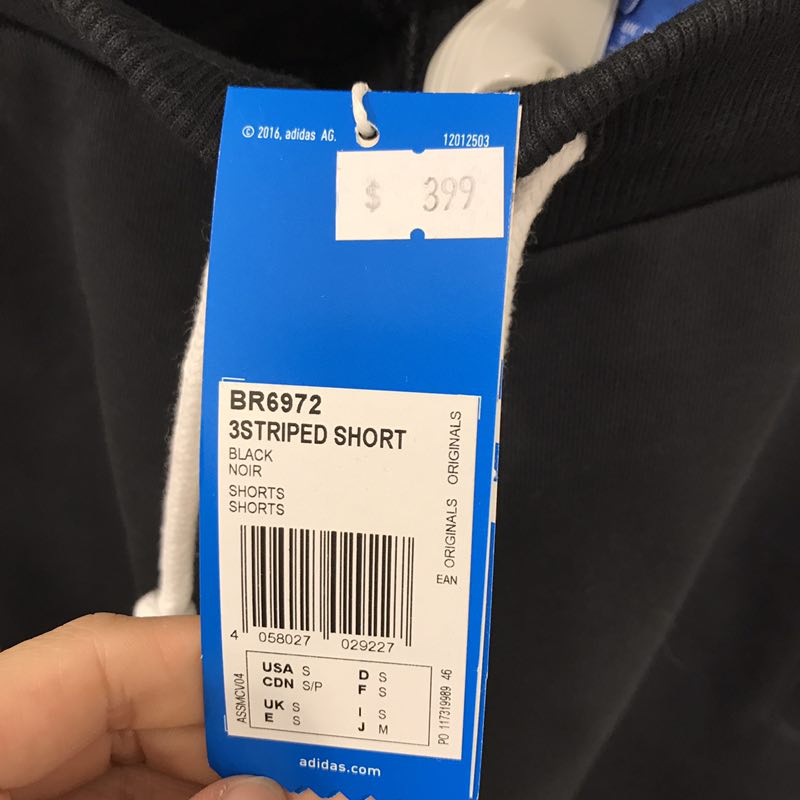 © 2016, adidas AG.
12012503
$ 399
BR6972
3STRIPED SHORT
BLACK
NOIR
SHORTS
SHORTS
ORIGINALS ORIGINALS
EAN
4 058027 029227
ASSMCV04
USA S D S
CDN S/P F S
UK S I S
E S J M
PO 117319989 46
adidas.com